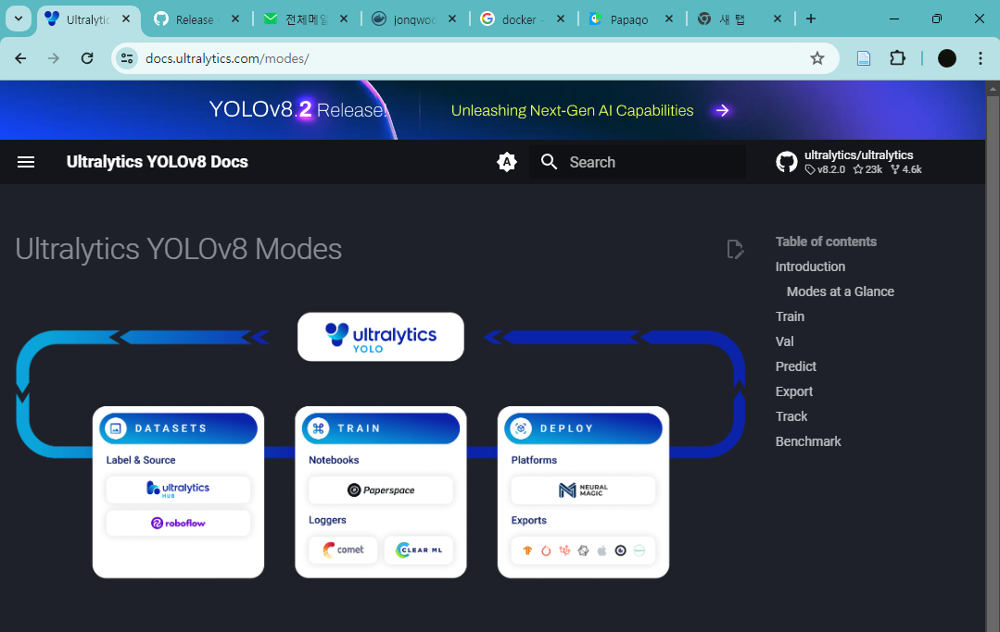 Ultralytic
Release
전체메일
jongwoo
docker -
Papago
새 탭
docs.ultralytics.com/modes/
YOLOv8.2 Release!
Unleashing Next-Gen AI Capabilities
Ultralytics YOLOv8 Docs
A
Search
ultralytics/ultralytics
v8.2.0 23k 4.6k
Ultralytics YOLOv8 Modes
Table of contents
Introduction
Modes at a Glance
Train
Val
Predict
Export
Track
Benchmark
ultralytics
YOLO
DATASETS
Label & Source
ultralytics
HUB
roboflow
TRAIN
Notebooks
Paperspace
Loggers
comet
CLEAR ML
DEPLOY
Platforms
NEURAL
MAGIC
Exports